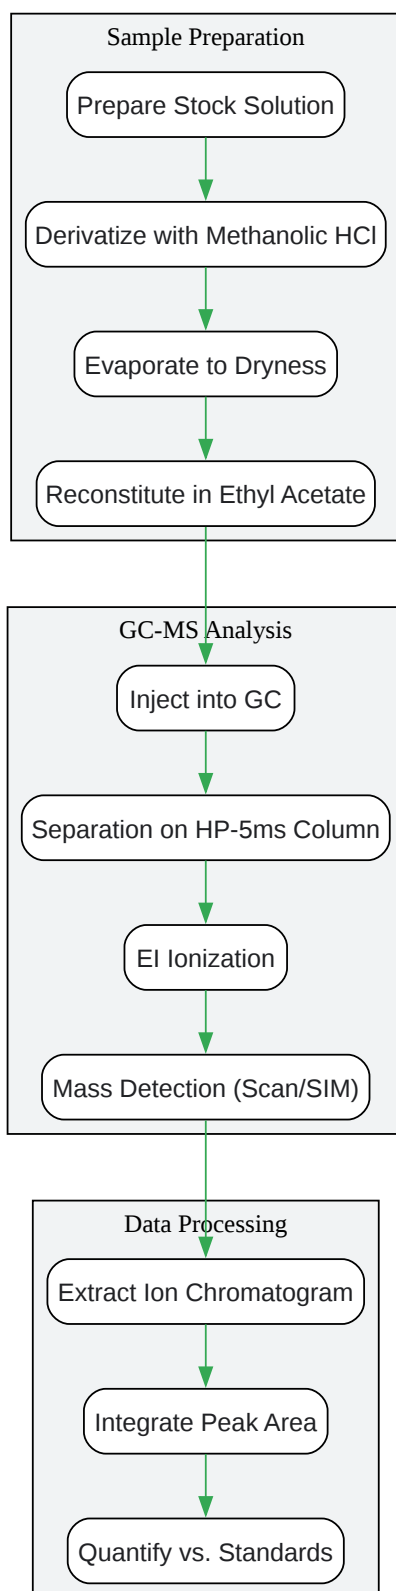 Sample Preparation
Prepare Stock Solution
Derivatize with Methanolic HCl
Evaporate to Dryness
Reconstitute in Ethyl Acetate
GC-MS Analysis
Inject into GC
Separation on HP-5ms Column
EI Ionization
Mass Detection (Scan/SIM)
Data Processing
Extract Ion Chromatogram
Integrate Peak Area
Quantify vs. Standards